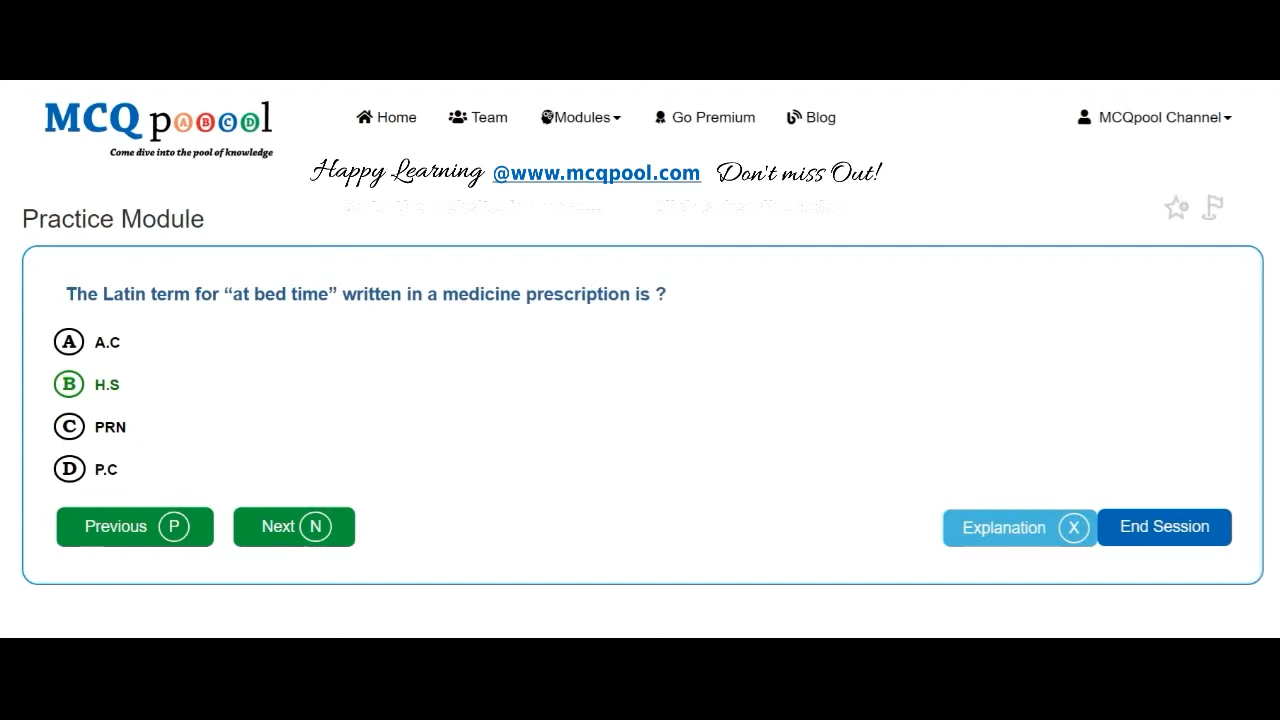 MCQ pooool
Come dive into the pool of knowledge
Home Team Modules Go Premium Blog MCQpool Channel
Happy Learning @www.mcqpool.com Don't miss Out!
Practice Module
The Latin term for “at bed time” written in a medicine prescription is ?
A A.C
B H.S
C PRN
D P.C
Previous P Next N Explanation X End Session